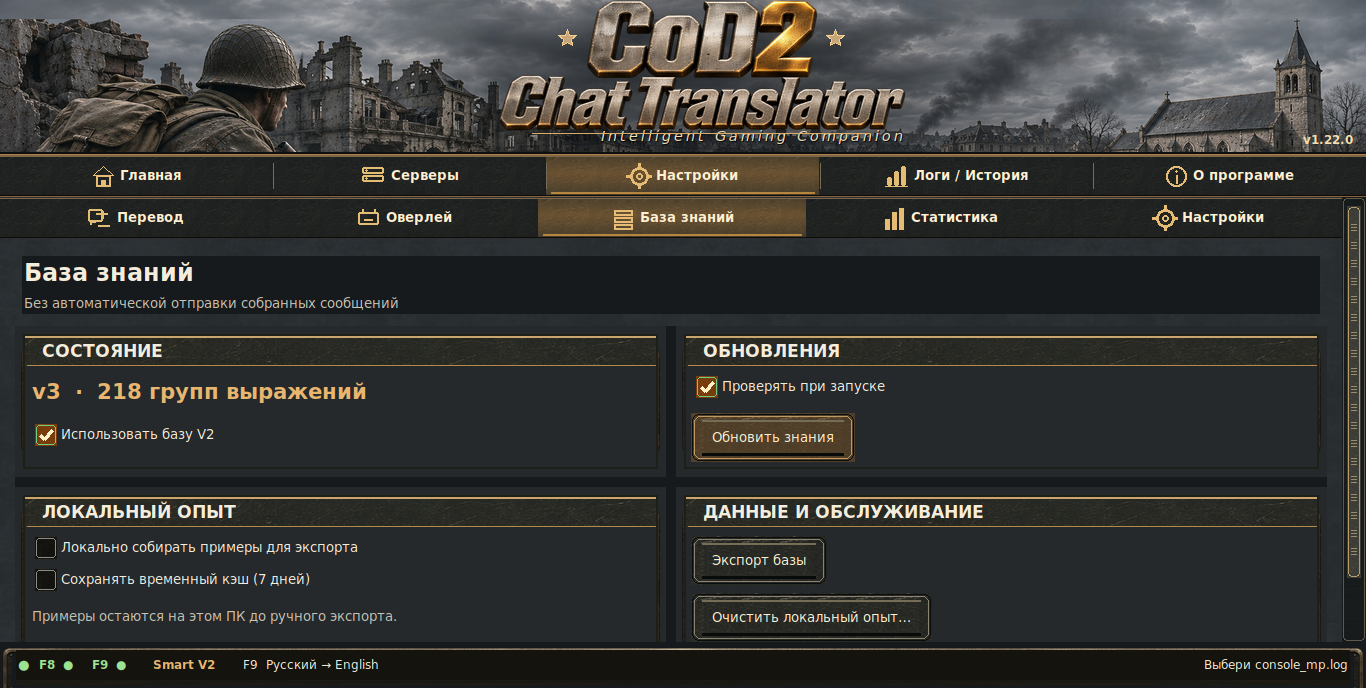 CoD2
Chat Translator
Intelligent Gaming Companion
v1.22.0
Главная Серверы Настройки Логи / История О программе
Перевод Оверлей База знаний Статистика Настройки
База знаний
Без автоматической отправки собранных сообщений
СОСТОЯНИЕ
v3 · 218 групп выражений
Использовать базу V2
ОБНОВЛЕНИЯ
Проверять при запуске
Обновить знания
ЛОКАЛЬНЫЙ ОПЫТ
Локально собирать примеры для экспорта
Сохранять временный кэш (7 дней)
Примеры остаются на этом ПК до ручного экспорта.
ДАННЫЕ И ОБСЛУЖИВАНИЕ
Экспорт базы
Очистить локальный опыт...
F8 F9 Smart V2 F9 Русский → English Выбери console_mp.log